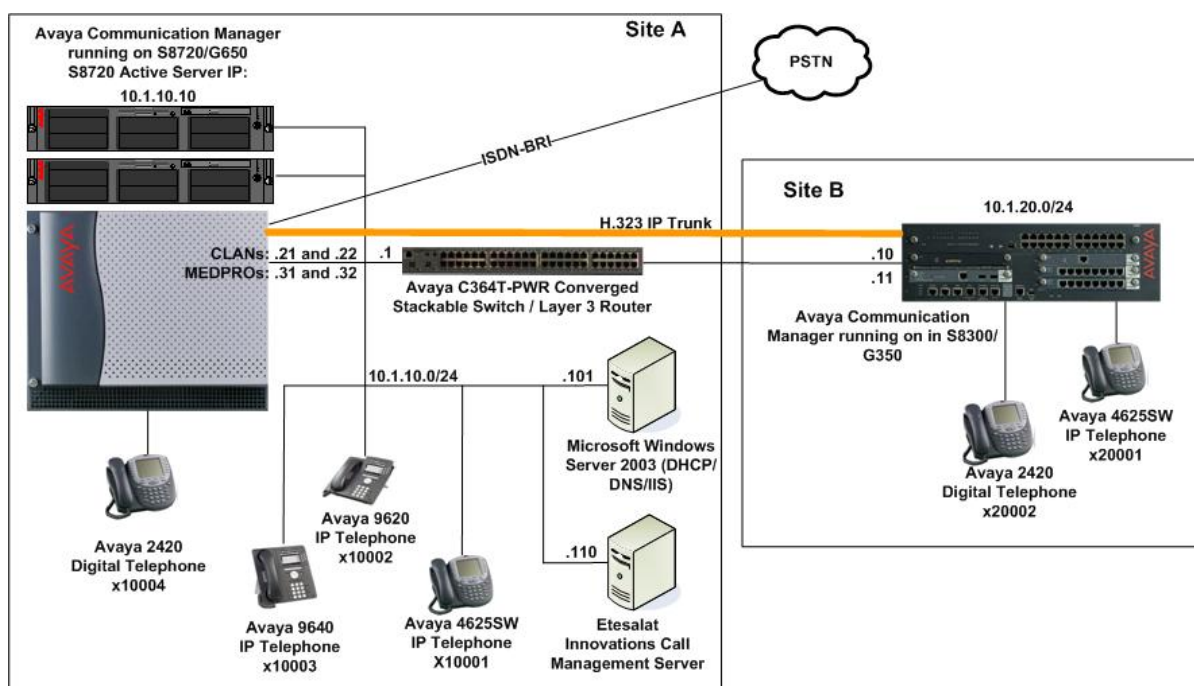 Site A
Avaya Communication Manager
running on S8720/G650
S8720 Active Server IP:
10.1.10.10
PSTN
ISDN-BRI
Site B
10.1.20.0/24
H.323 IP Trunk
AVAYA
CLANs: .21 and .22
MEDPROs: .31 and .32
.1
.10
.11
AVAYA
Avaya C364T-PWR Converged
Stackable Switch / Layer 3 Router
Avaya Communication
Manager running on in S8300/
G350
10.1.10.0/24
.101
Microsoft Windows
Server 2003 (DHCP/
DNS/IIS)
Avaya 4625SW
IP Telephone
x20001
Avaya 2420
Digital Telephone
x20002
Avaya 9620
IP Telephone
x10002
Avaya 2420
Digital Telephone
x10004
.110
Avaya 9640
IP Telephone
x10003
Avaya 4625SW
IP Telephone
X10001
Etesalat
Innovations Call
Management Server